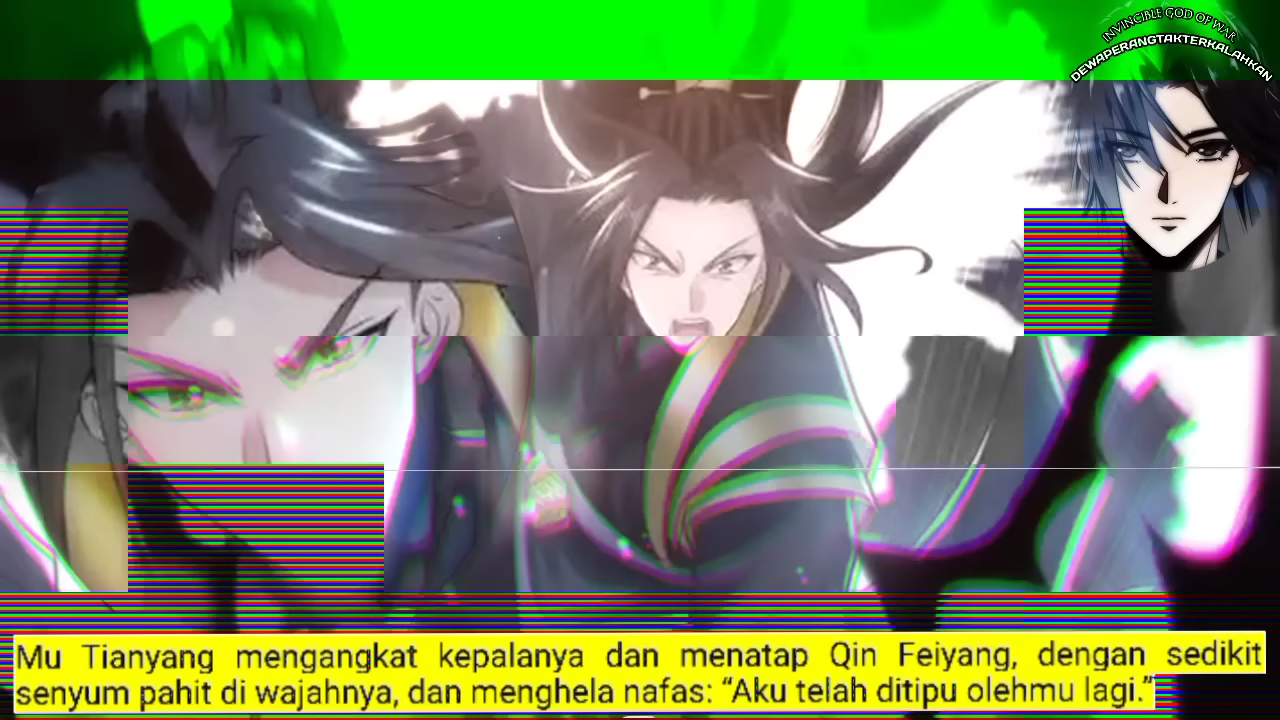 INVINCIBLE GOD OF WAR
DEWAPERANGTAKTERKALAHKAN
Mu Tianyang mengangkat kepalanya dan menatap Qin Feiyang, dengan sedikit
senyum pahit di wajahnya, dan menghela nafas: “Aku telah ditipu olehmu lagi.”